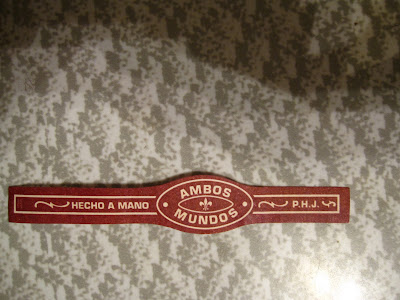 HECHO A MANO
AMBOS
MUNDOS
P.H.J.